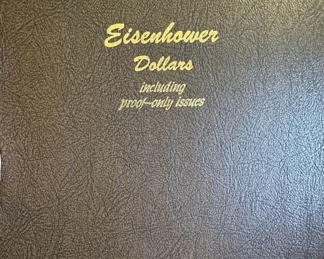 Eisenhower
Dollars
including
proof-only issues